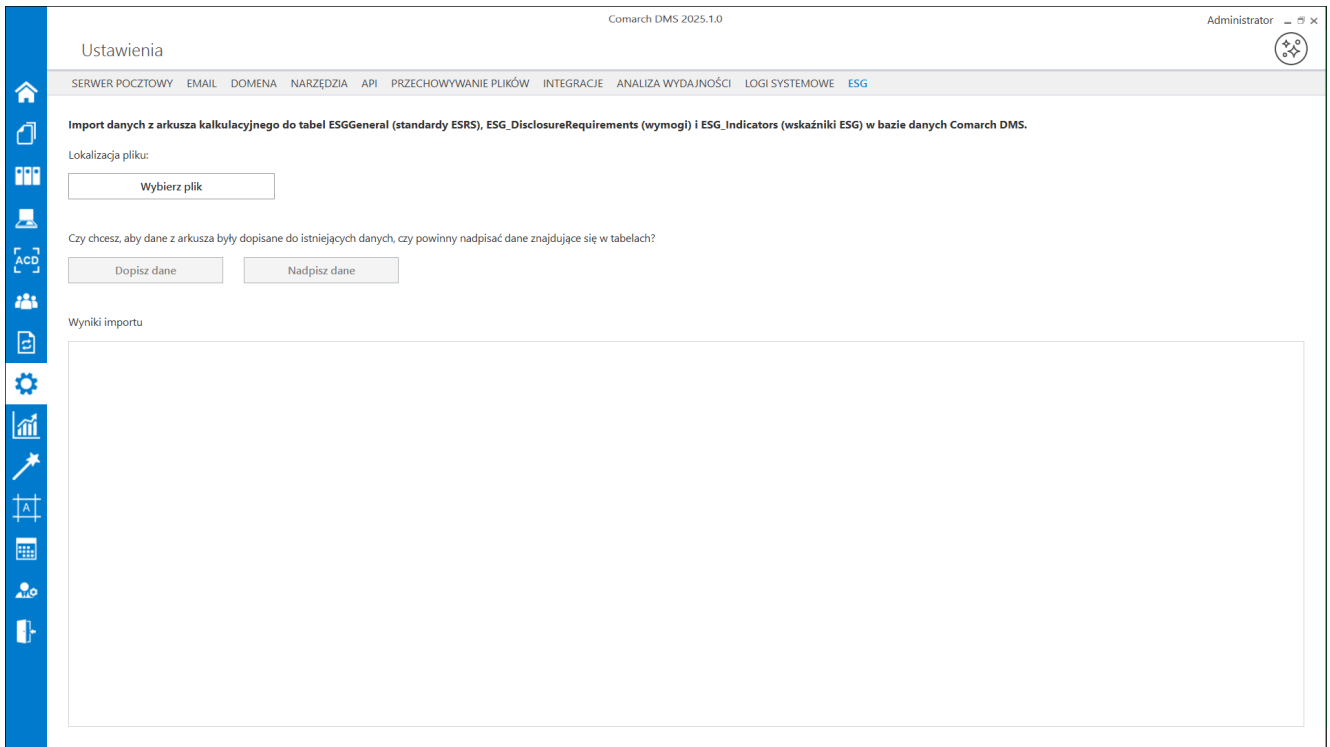 Comarch DMS 2025.1.0
Administrator
Ustawienia
SERWER POCZTOWY EMAIL DOMENA NARZĘDZIA API PRZECHOWYWANIE PLIKÓW INTEGRACJE ANALIZA WYDAJNOŚCI LOGI SYSTEMOWE ESG
Import danych z arkusza kalkulacyjnego do tabel ESGGeneral (standardy ESRS), ESG_DisclosureRequirements (wymogi) i ESG_Indicators (wskaźniki ESG) w bazie danych Comarch DMS.
Lokalizacja pliku:
Wybierz plik
Czy chcesz, aby dane z arkusza były dopisane do istniejących danych, czy powinny nadpisać dane znajdujące się w tabelach?
Dopisz dane Nadpisz dane
Wyniki importu
ACD
A